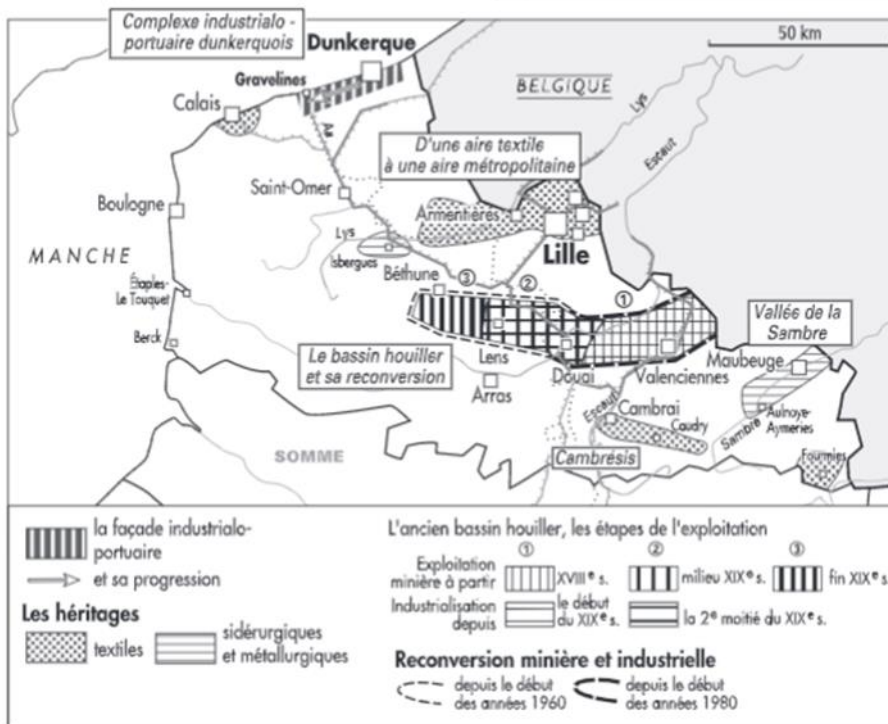 Complexe industrialo -
portuaire dunkerquois
Dunkerque
50 km
Gravelines
BELGIQUE
Calais
Lys
Aa
Escaut
D'une aire textile
à une aire métropolitaine
Saint-Omer
Armentières
Boulogne
Lys
Lille
MANCHE
Isbergues
Béthune
③
②
①
Étaples-
Le Touquet
Vallée de la
Sambre
Berck
Le bassin houiller
et sa reconversion
Lens
Douai
Valenciennes
Maubeuge
Arras
Escaut
Cambrai
Caudry
Sambre
Aulnoye-
Aymeries
SOMME
Cambrésis
Fourmies
la façade industrialo-
portuaire
et sa progression
Les héritages
textiles
sidérurgiques
et métallurgiques
L'ancien bassin houiller, les étapes de l'exploitation
① ② ③
Exploitation
minière à partir
XVIIIe s.
milieu XIXe s.
fin XIXe s.
Industrialisation
depuis
le début
du XIXe s.
la 2e moitié du XIXe s.
Reconversion minière et industrielle
depuis le début
des années 1960
depuis le début
des années 1980